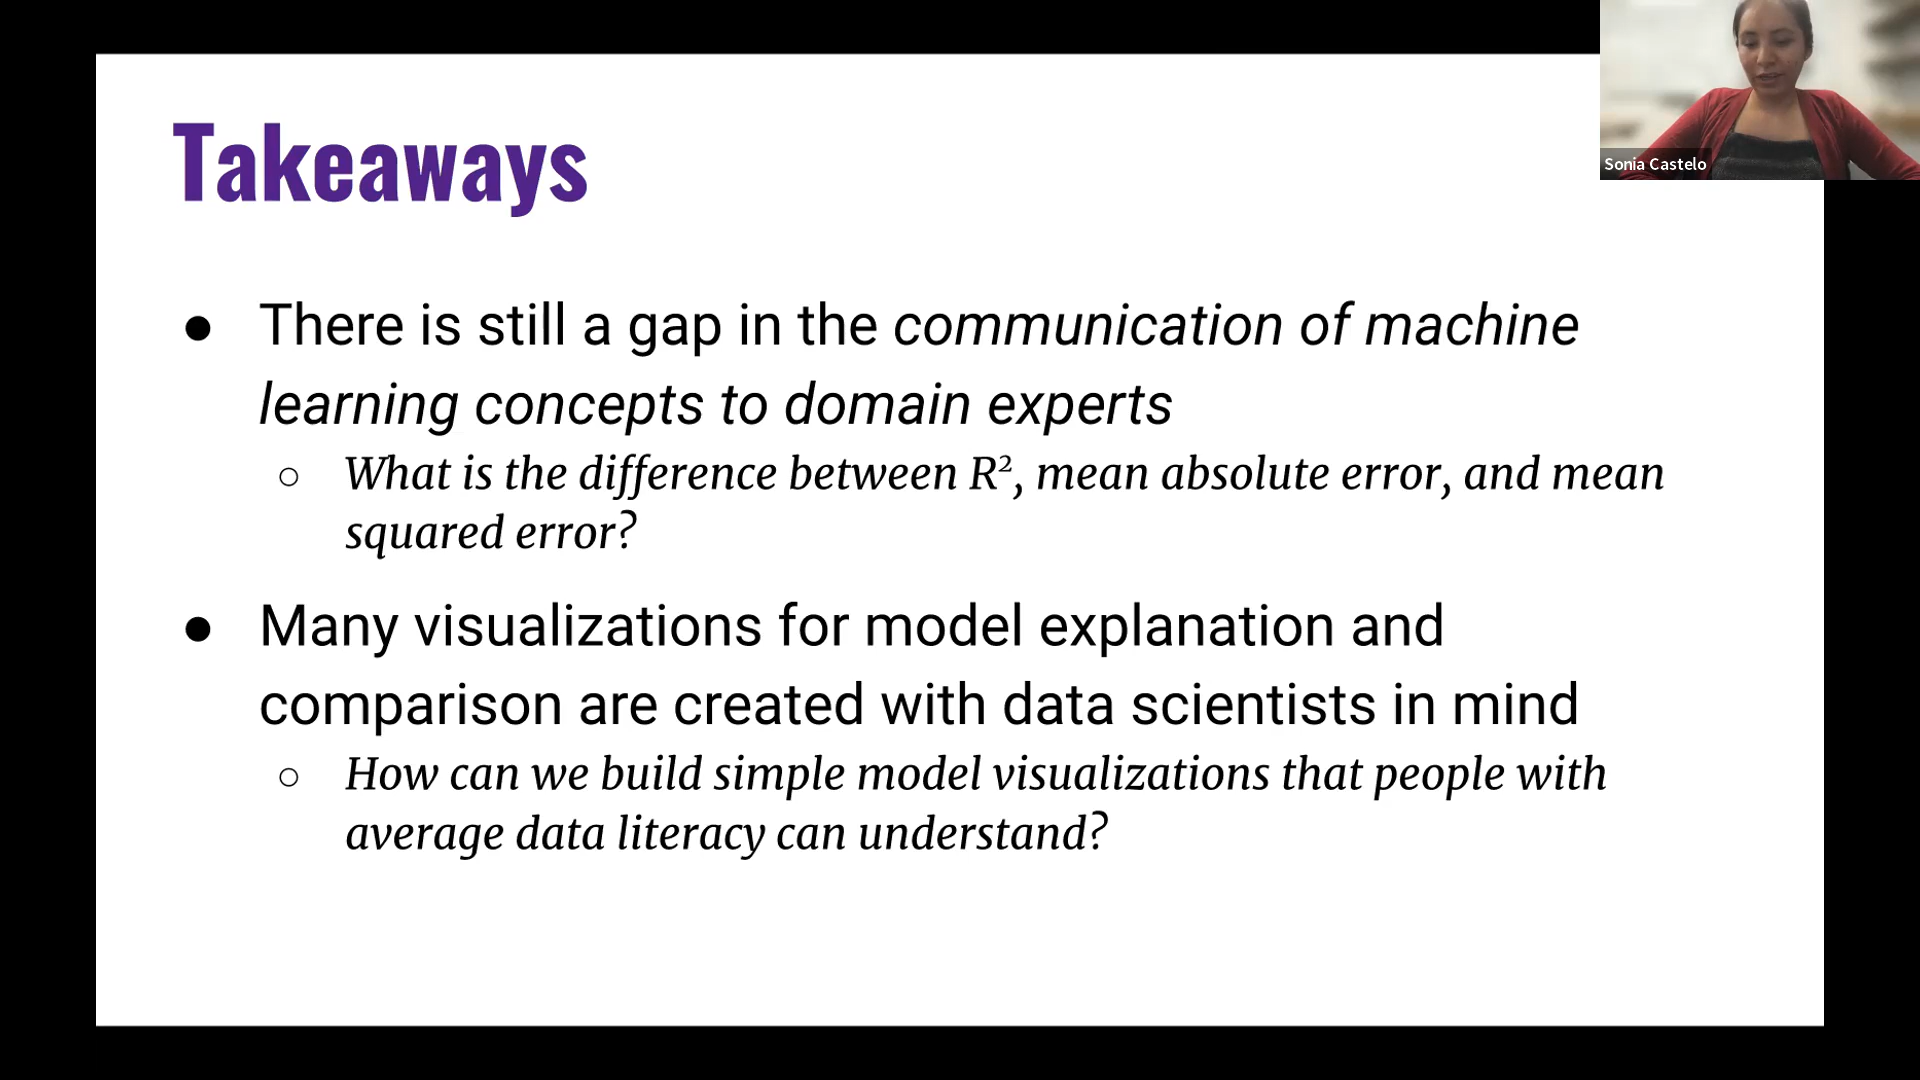 Takeaways
Sonia Castelo
● There is still a gap in the communication of machine
learning concepts to domain experts
○ What is the difference between R², mean absolute error, and mean
squared error?
● Many visualizations for model explanation and
comparison are created with data scientists in mind
○ How can we build simple model visualizations that people with
average data literacy can understand?